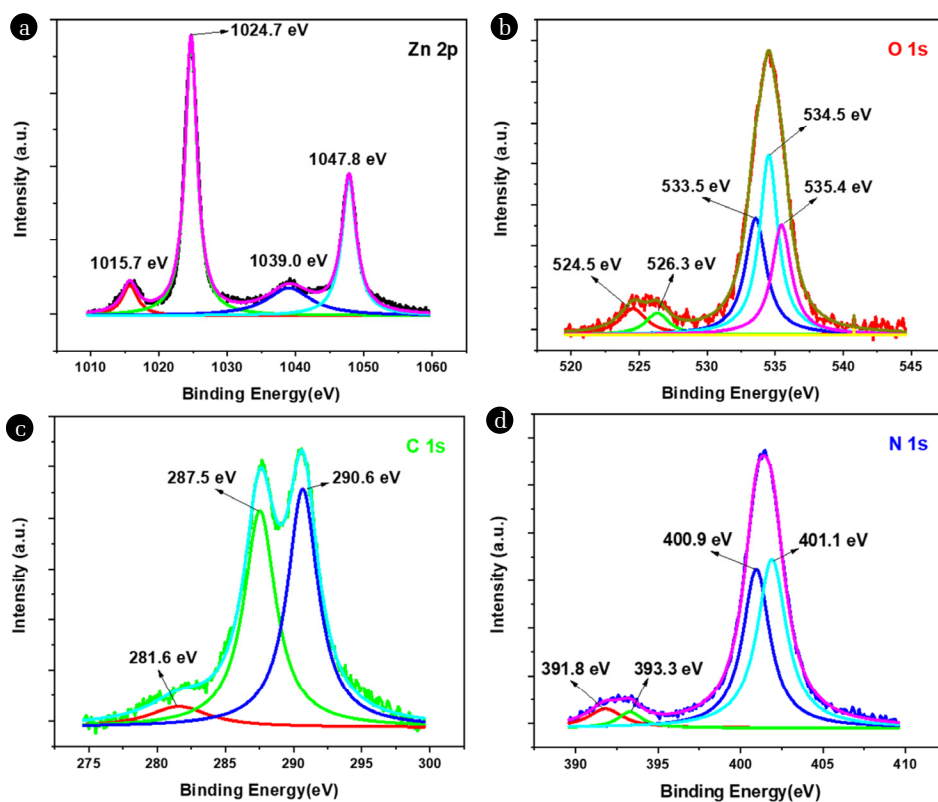 a
Zn 2p
1024.7 eV
1047.8 eV
1015.7 eV
1039.0 eV
Intensity (a.u.)
1010 1020 1030 1040 1050 1060
Binding Energy(eV)
b
O 1s
534.5 eV
533.5 eV
535.4 eV
524.5 eV
526.3 eV
Intensity (a.u.)
520 525 530 535 540 545
Binding Energy(eV)
c
C 1s
287.5 eV
290.6 eV
281.6 eV
Intensity (a.u.)
275 280 285 290 295 300
Binding Energy(eV)
d
N 1s
400.9 eV
401.1 eV
391.8 eV
393.3 eV
Intensity (a.u.)
390 395 400 405 410
Binding Energy(eV)